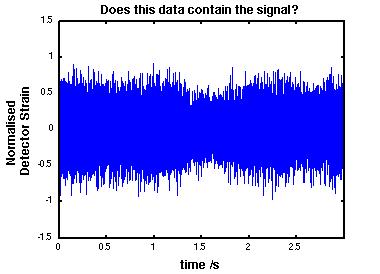 Does this data contain the signal?
1.5
1
0.5
0
-0.5
-1
-1.5
Normalised
Detector Strain
0 0.5 1 1.5 2 2.5
time /s